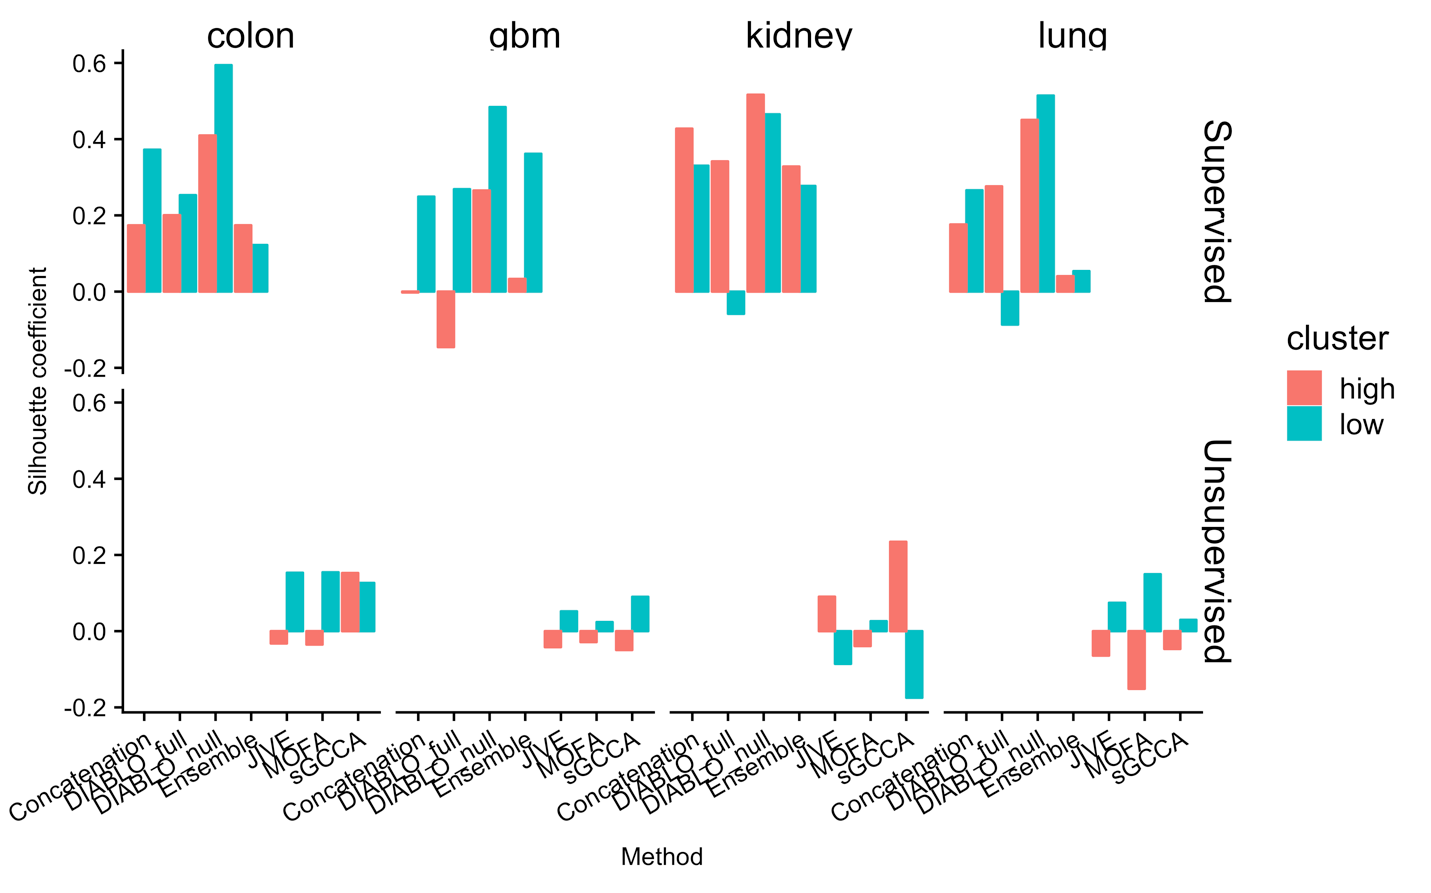 colon gbm kidney lung
0.6
0.4
0.2
0.0
-0.2
Supervised
0.6
0.4
0.2
0.0
-0.2
Unsupervised
Silhouette coefficient
Concatenation DIABLO_full DIABLO_null Ensemble JIVE MOFA sGCCA
Concatenation DIABLO_full DIABLO_null Ensemble JIVE MOFA sGCCA
Concatenation DIABLO_full DIABLO_null Ensemble JIVE MOFA sGCCA
Concatenation DIABLO_full DIABLO_null Ensemble JIVE MOFA sGCCA
Method
cluster
high
low